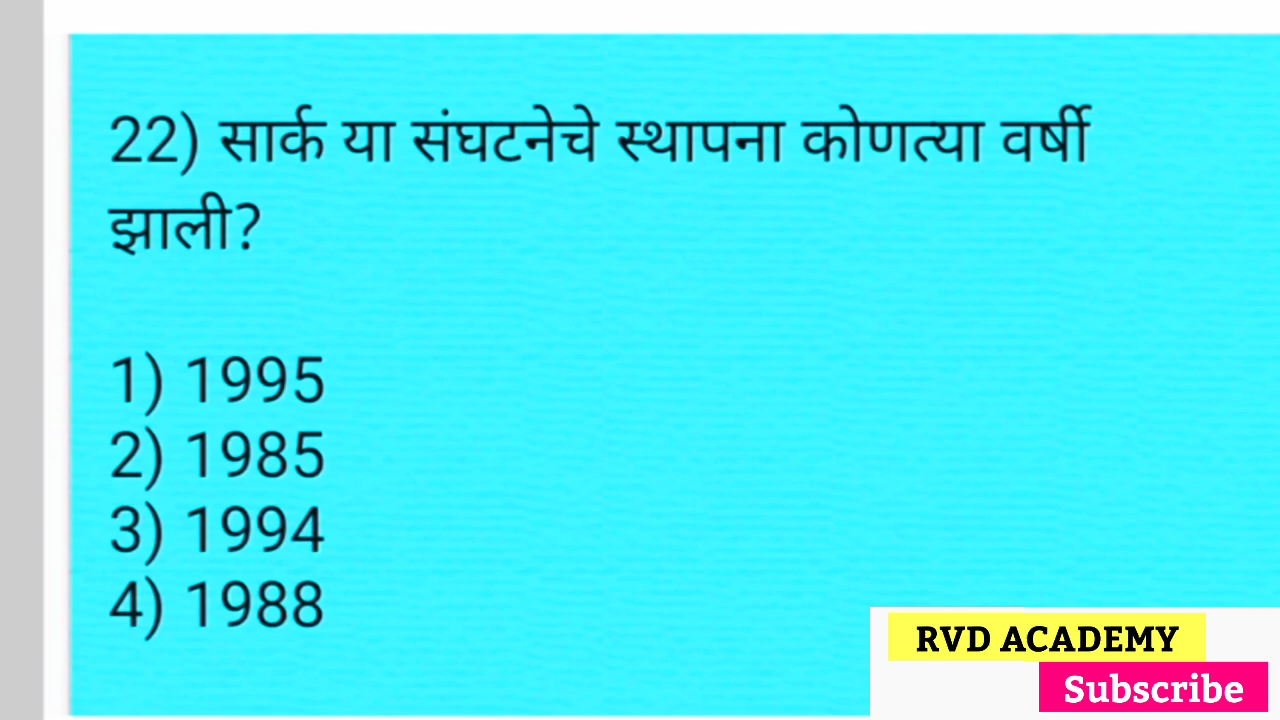 22) सार्क या संघटनेचे स्थापना कोणत्या वर्षी
झाली?
1) 1995
2) 1985
3) 1994
4) 1988
RVD ACADEMY
Subscribe